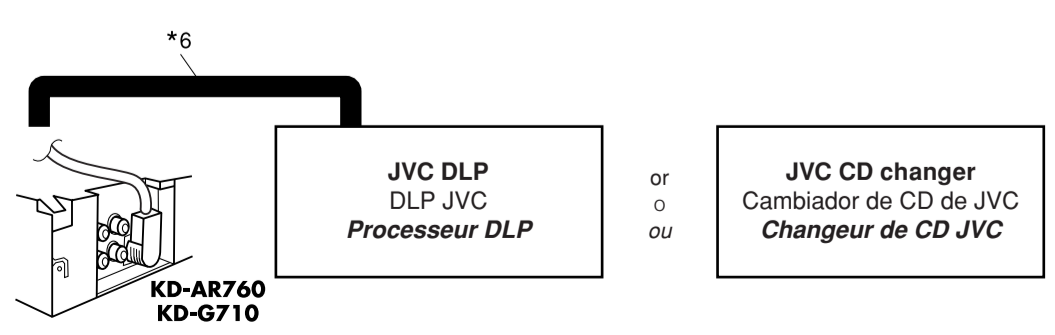 *6
JVC DLP
DLP JVC
Processeur DLP
or
o
ou
JVC CD changer
Cambiador de CD de JVC
Changeur de CD JVC
KD-AR760
KD-G710